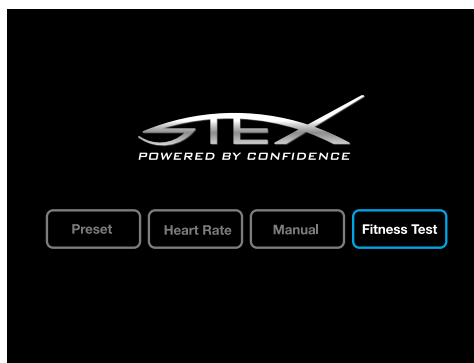 STEX
POWERED BY CONFIDENCE
Preset Heart Rate Manual Fitness Test